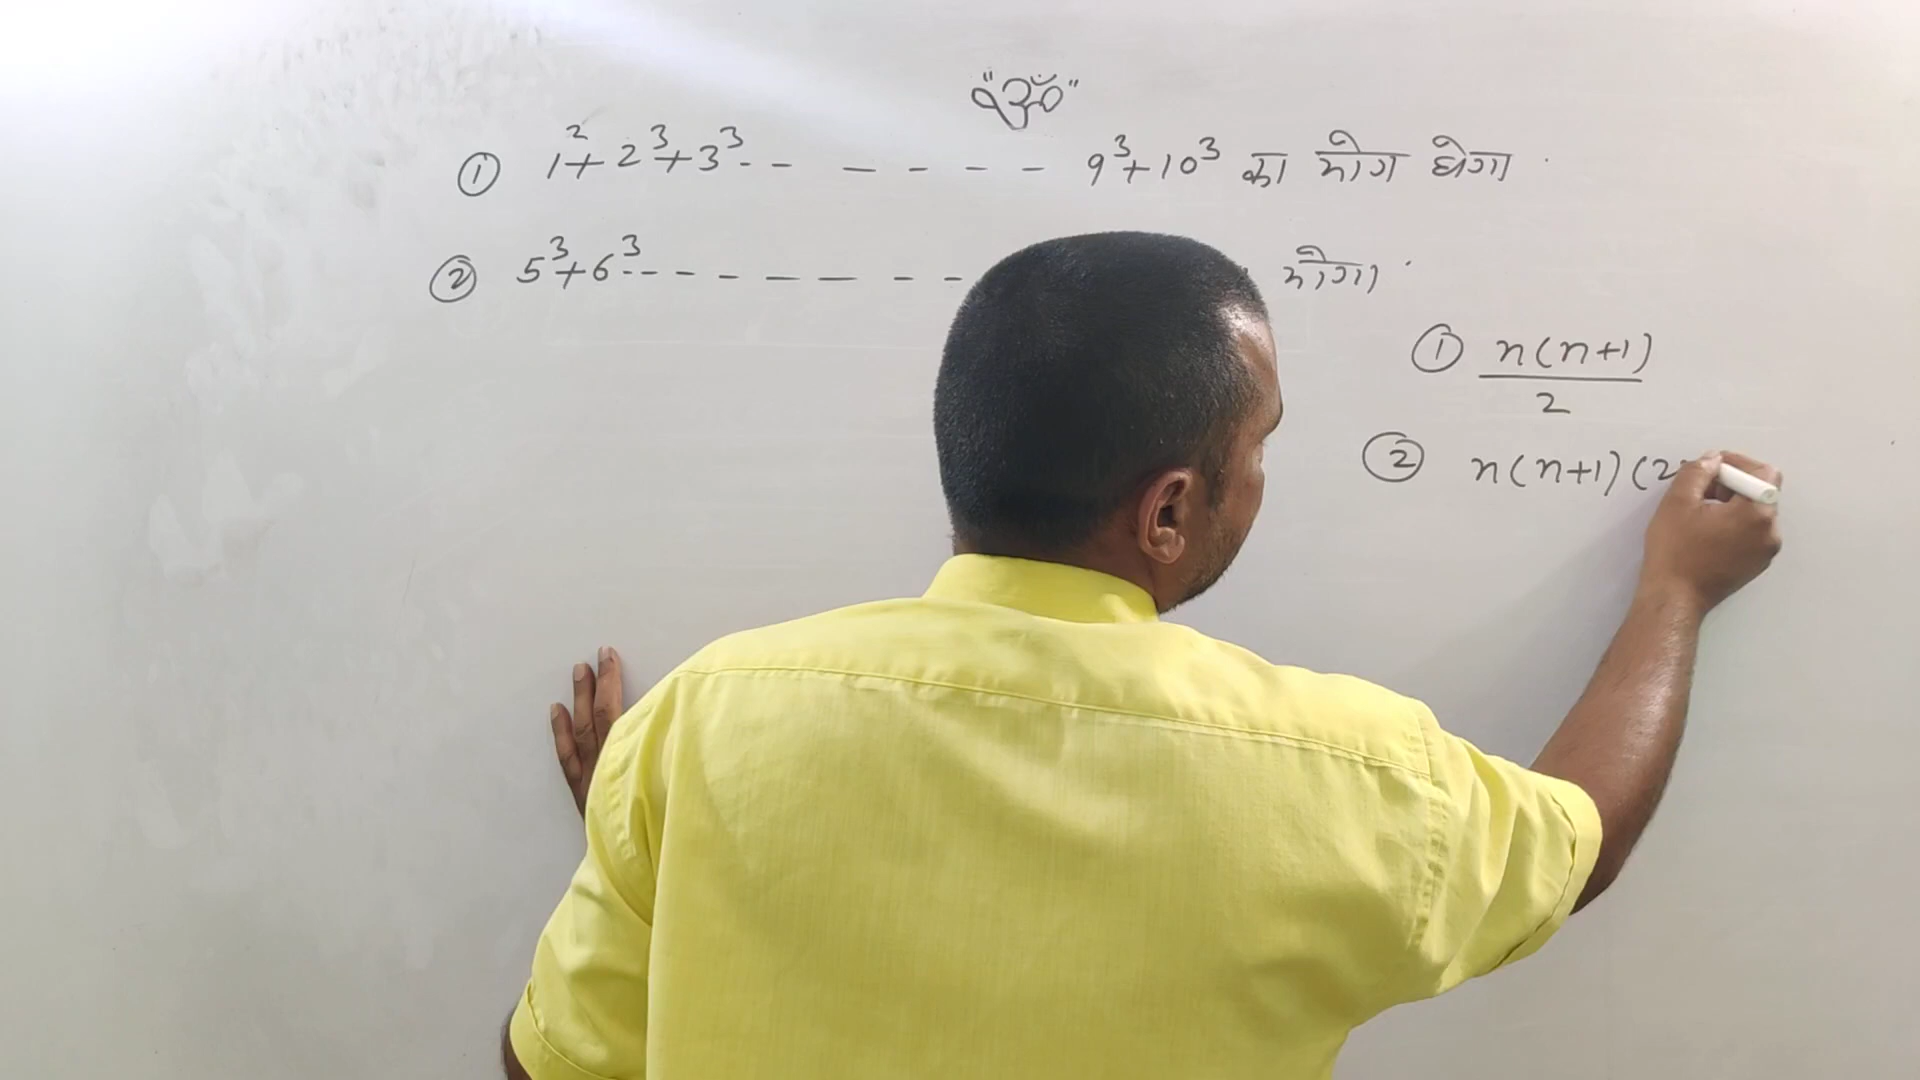 "ॐ"
① 1²+2³+3³-- - - - - 9³+10³ का योग होगा
② 5³+6³-- - - - - - - - योगा
① n(n+1)/2
② n(n+1)(2